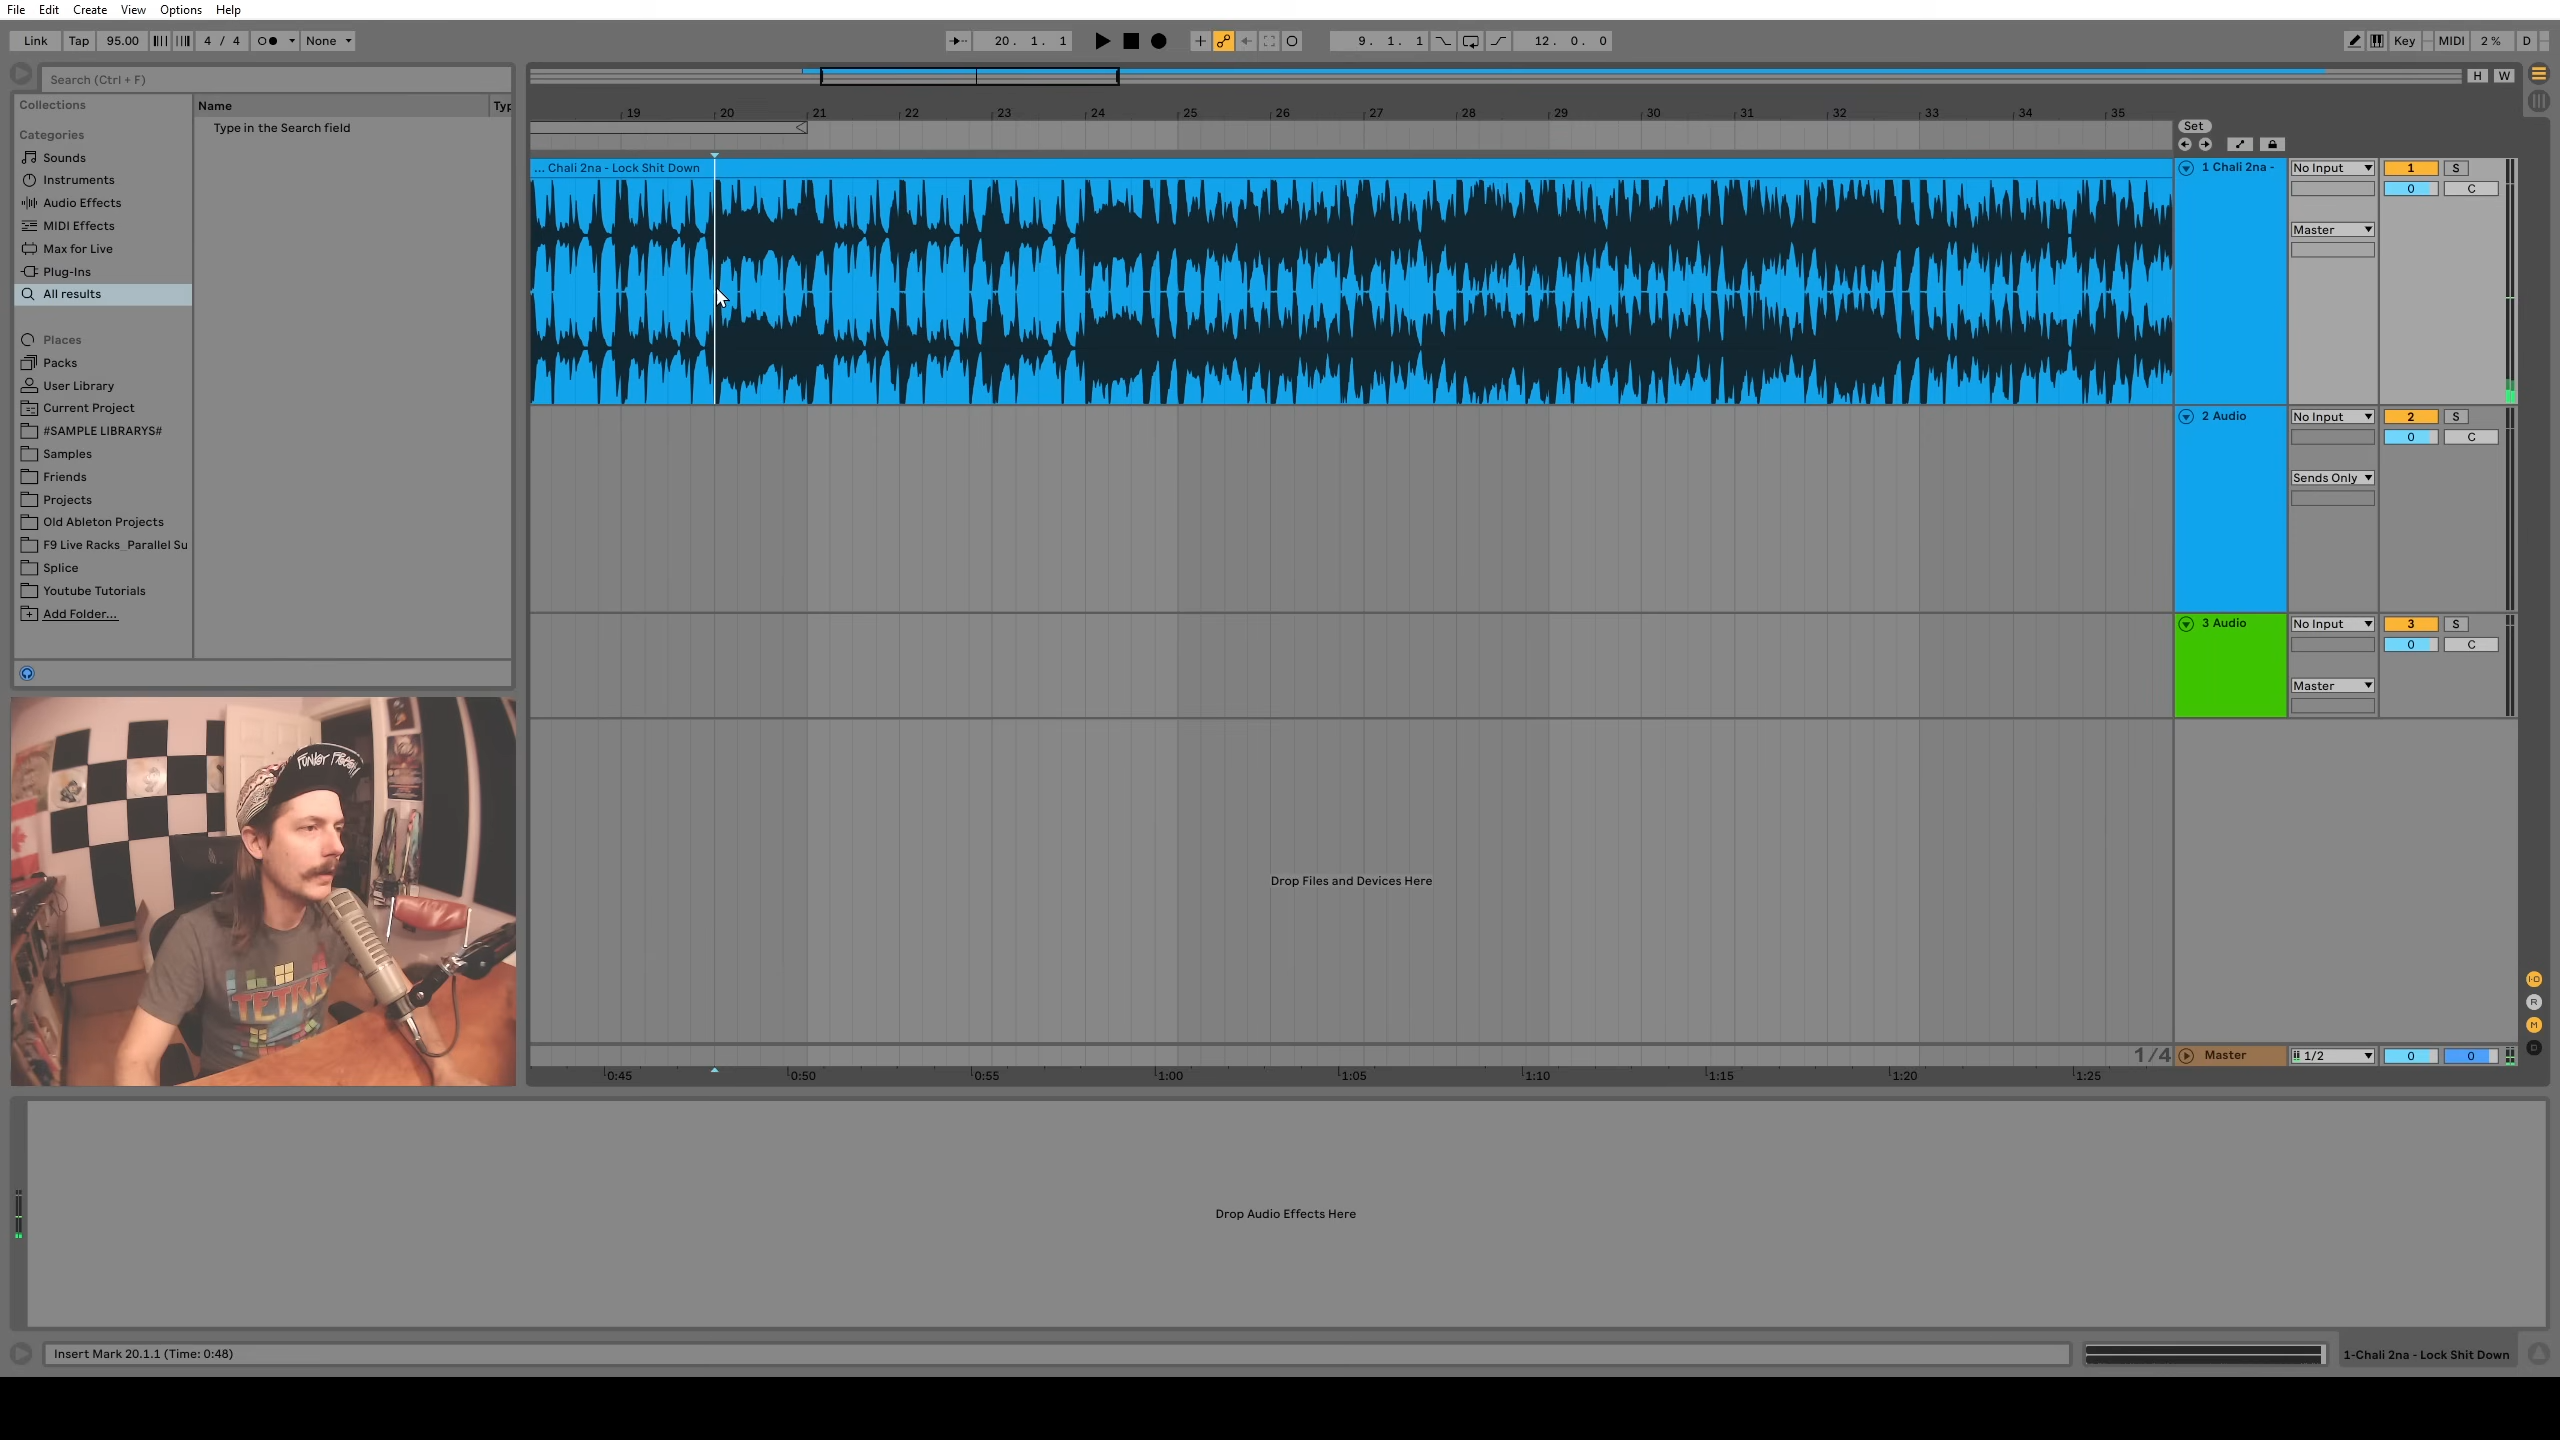 File Edit Create View Options Help
Link Tap 95.00 4 / 4 None 20. 1. 1 9. 1. 1 12. 0. 0 Key MIDI 2 % D
Search (Ctrl + F)
H W
Collections
Name Typ
Type in the Search field
Categories
Sounds
Instruments
Audio Effects
MIDI Effects
Max for Live
Plug-Ins
All results
Places
Packs
User Library
Current Project
#SAMPLE LIBRARYS#
Samples
Friends
Projects
Old Ableton Projects
F9 Live Racks_Parallel Su
Splice
Youtube Tutorials
Add Folder...
19 20 21 22 23 24 25 26 27 28 29 30 31 32 33 34 35
Set
... Chali 2na - Lock Shit Down
1 Chali 2na - No Input 1 S
0 C
Master
2 Audio No Input 2 S
0 C
Sends Only
3 Audio No Input 3 S
0 C
Master
Drop Files and Devices Here
TETRIS
I·O
R
M
D
1/4 Master 1/2 0 0
0:45 0:50 0:55 1:00 1:05 1:10 1:15 1:20 1:25
Drop Audio Effects Here
Insert Mark 20.1.1 (Time: 0:48)
1-Chali 2na - Lock Shit Down